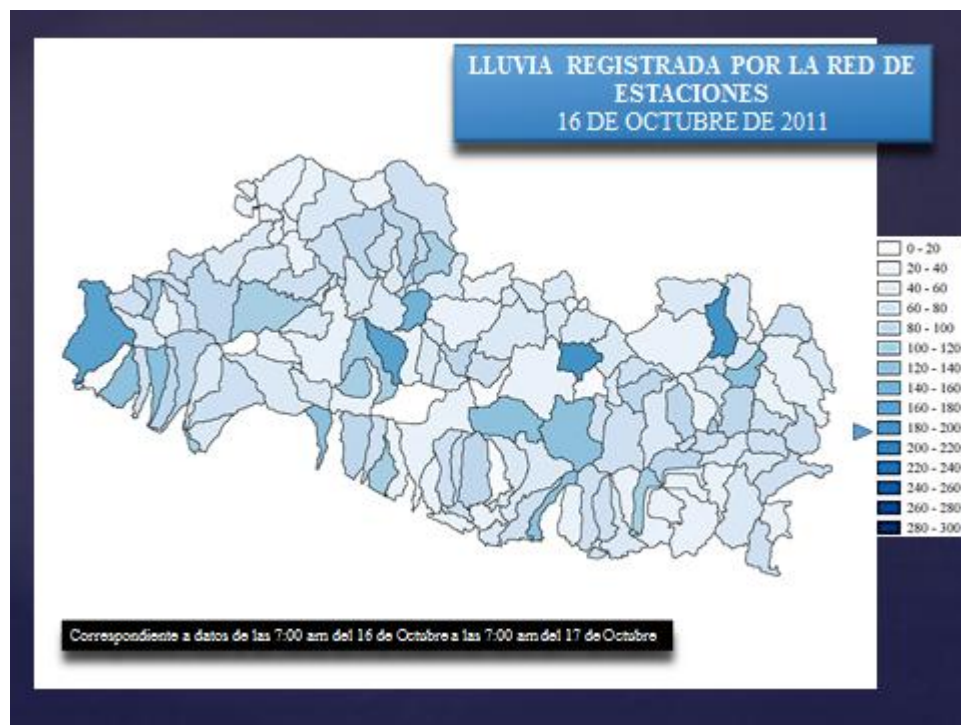 LLUVIA REGISTRADA POR LA RED DE
ESTACIONES
16 DE OCTUBRE DE 2011
0 - 20
20 - 40
40 - 60
60 - 80
80 - 100
100 - 120
120 - 140
140 - 160
160 - 180
180 - 200
200 - 220
220 - 240
240 - 260
260 - 280
280 - 300
Correspondiente a datos de las 7:00 am del 16 de Octubre a las 7:00 am del 17 de Octubre